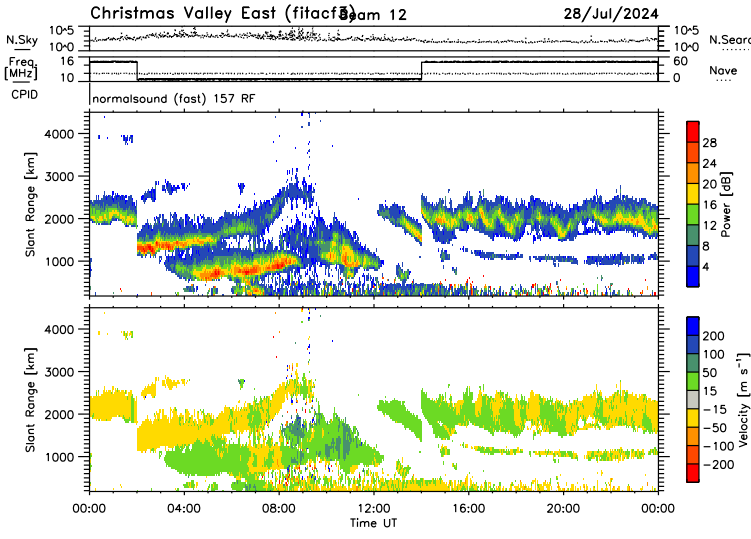 Christmas Valley East (fitacf3)
Beam 12
28/Jul/2024
N.Sky
10^5
10^0
10^5
10^0
N.Sear
Freq.
[MHz]
16
10
60
0
Nave
CPID
normalsound (fast) 157 RF
Slant Range [km]
4000
3000
2000
1000
28
24
20
16
12
8
4
Power [dB]
Slant Range [km]
4000
3000
2000
1000
200
100
50
15
-15
-50
-100
-200
Velocity [m s⁻¹]
00:00 04:00 08:00 12:00 16:00 20:00 00:00
Time UT